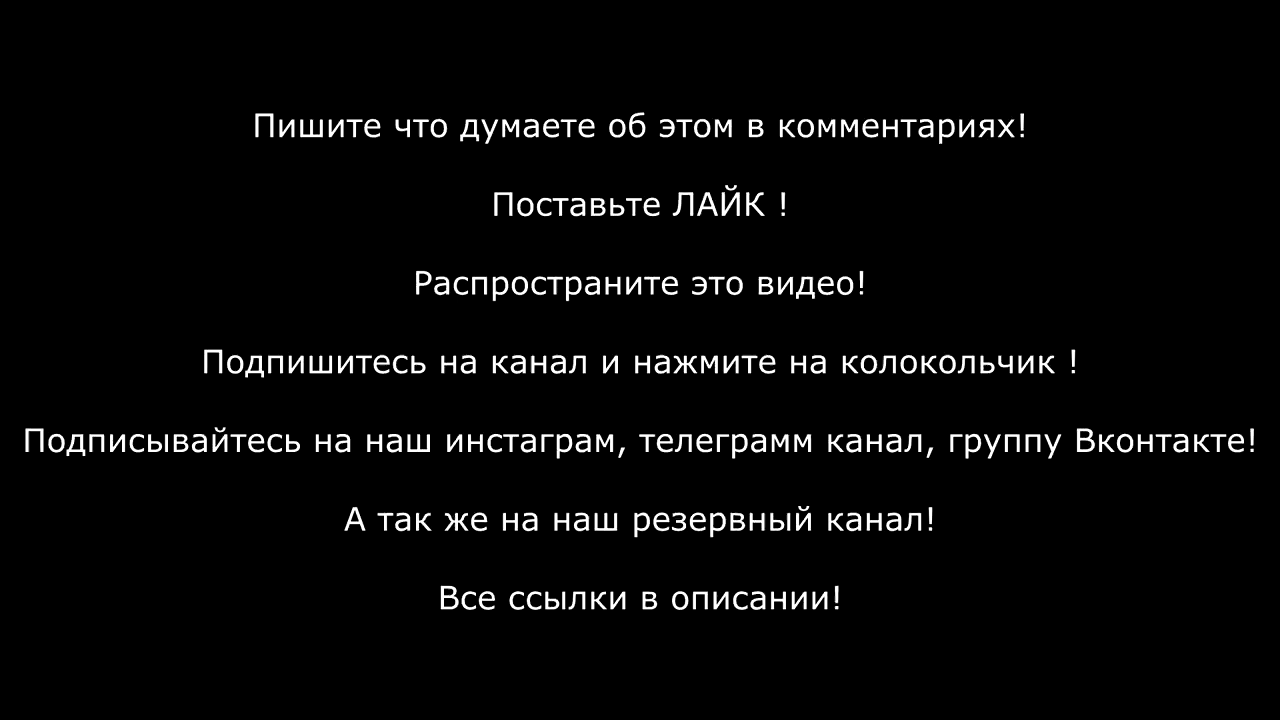 Пишите что думаете об этом в комментариях!
Поставьте ЛАЙК !
Распространите это видео!
Подпишитесь на канал и нажмите на колокольчик !
Подписывайтесь на наш инстаграм, телеграмм канал, группу Вконтакте!
А так же на наш резервный канал!
Все ссылки в описании!